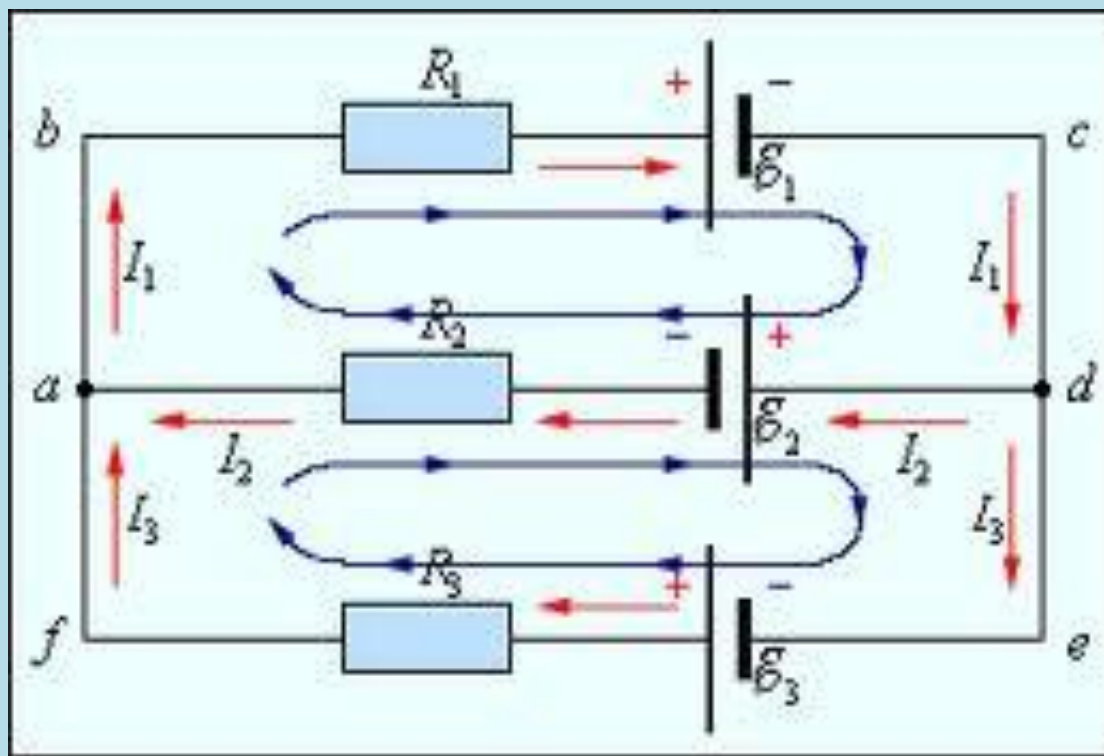 R₁
+ −
b c
ℰ₁
I₁ I₁
R₂ − +
a d
ℰ₂
I₂ I₂
I₃ I₃
R₃ + −
f e
ℰ₃